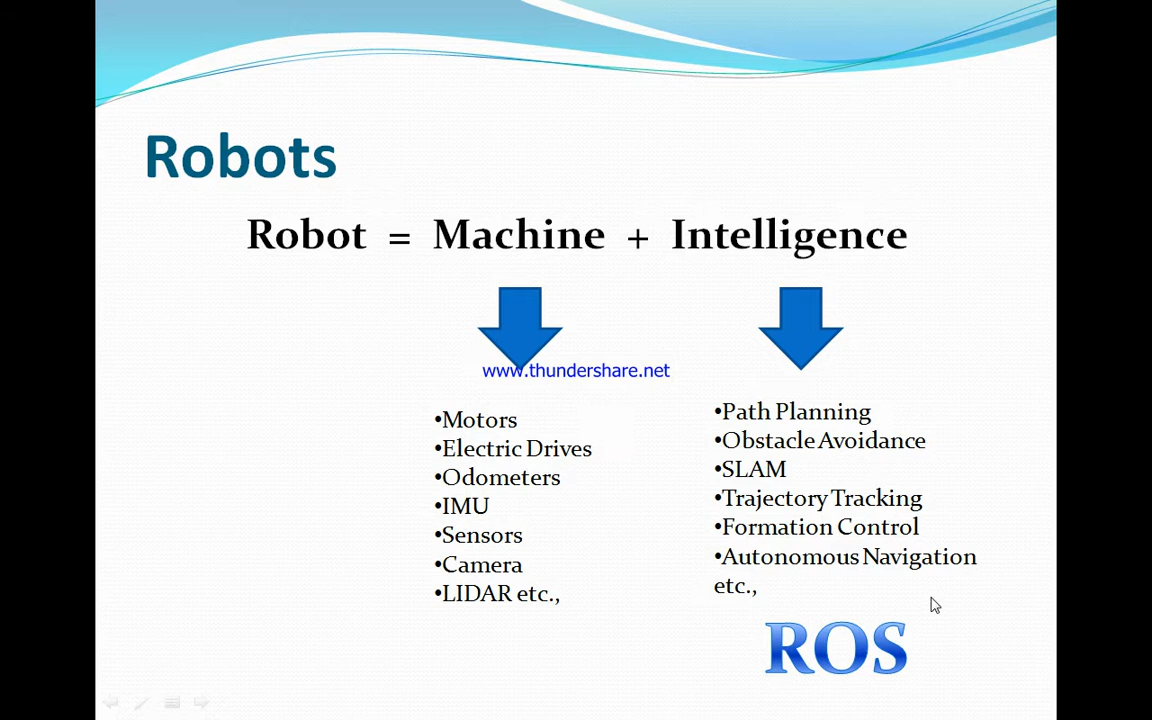 Robots
Robot = Machine + Intelligence
www.thundershare.net
•Motors
•Electric Drives
•Odometers
•IMU
•Sensors
•Camera
•LIDAR etc.,
•Path Planning
•Obstacle Avoidance
•SLAM
•Trajectory Tracking
•Formation Control
•Autonomous Navigation
etc.,
ROS